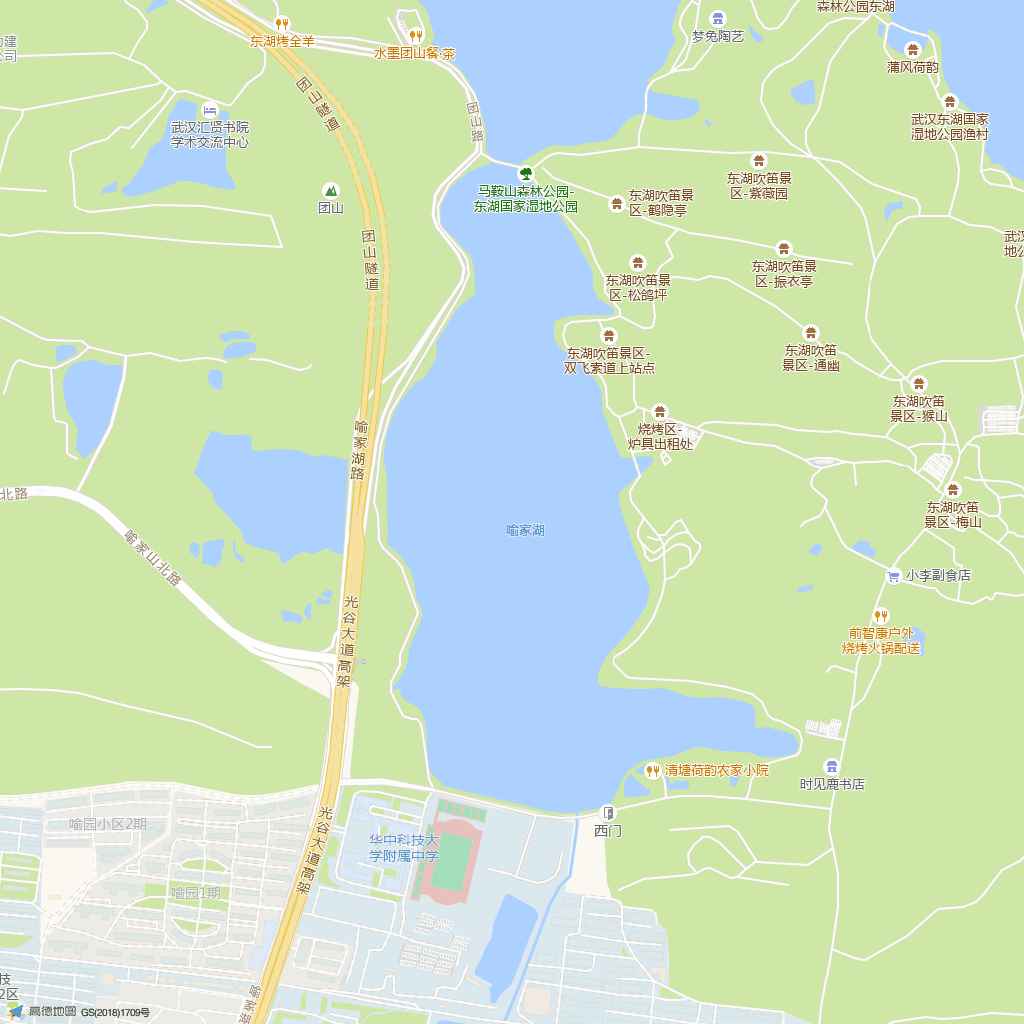 森林公园东湖
梦兔陶艺
东湖烤全羊
水墨团山餐·茶
公司
蒲风荷韵
团山隧道
团山路
武汉汇贤书院
学术交流中心
武汉东湖国家
湿地公园渔村
马鞍山森林公园-
东湖国家湿地公园
东湖吹笛景
区-鹤隐亭
东湖吹笛景
区-紫薇园
团山
团山隧道
武汉
地公
东湖吹笛景
区-松鸽坪
东湖吹笛景
区-振衣亭
东湖吹笛景区-
双飞索道上站点
东湖吹笛
景区-通幽
东湖吹笛
景区-猴山
烧烤区-
炉具出租处
喻家湖路
北路
东湖吹笛
景区-梅山
喻家湖
喻家山北路
小李副食店
光谷大道高架
前智康户外
烧烤火锅配送
清塘荷韵农家小院
时见鹿书店
喻园小区2期
光谷大道高架
华中科技大
学附属中学
西门
喻园1期
技
2区
高德地图 GS(2018)1709号